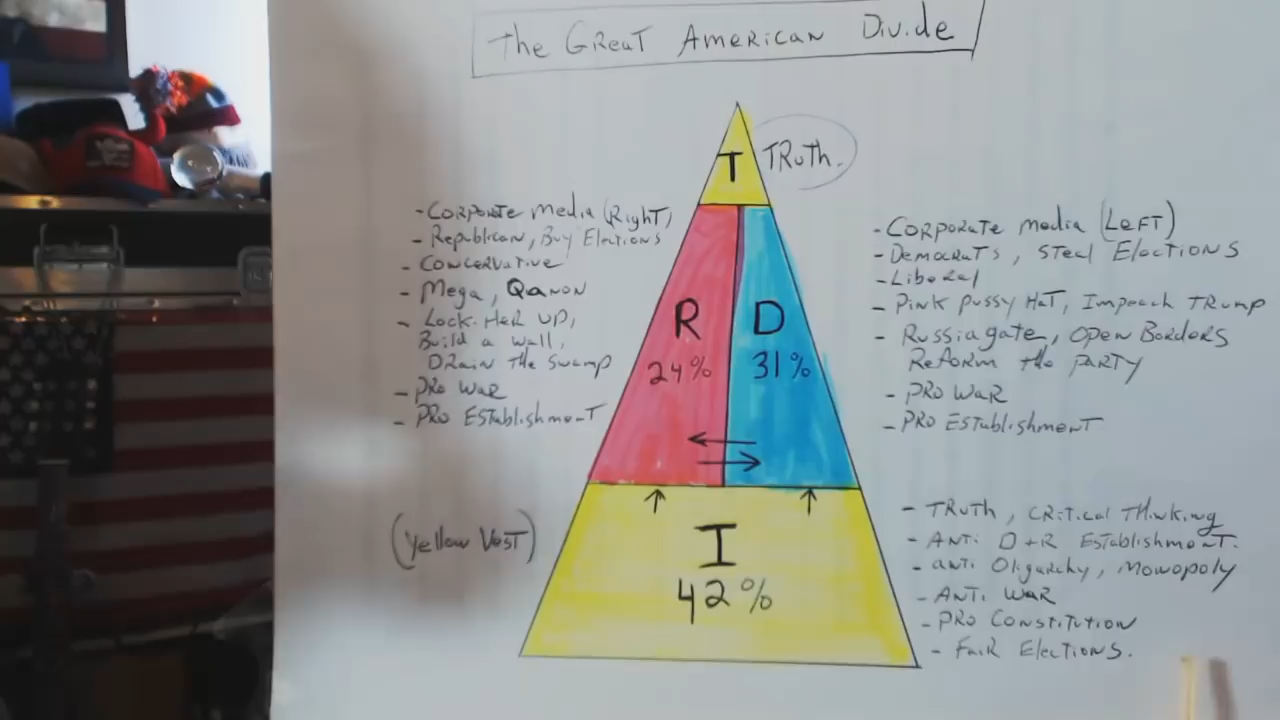 The Great American Divide
T
Truth.
- Corporate Media (Right)
- Republican, Buy Elections
- Concervative
- Mega, Qanon
- Lock Her Up,
Build a Wall,
Drain the Swamp
- Pro War
- Pro Establishment
R
24%
D
31%
- Corporate Media (Left)
- Democrats, Steal Elections
- Liberal
- Pink Pussy Hat, Impeach Trump
- Russiagate, Open Borders
Reform the Party
- Pro War
- Pro Establishment
(Yellow Vest)
I
42%
- Truth, Critical Thinking
- Anti D+R Establishment.
- Anti Oligarchy, Monopoly
- Anti War
- Pro Constitution
- Fair Elections.